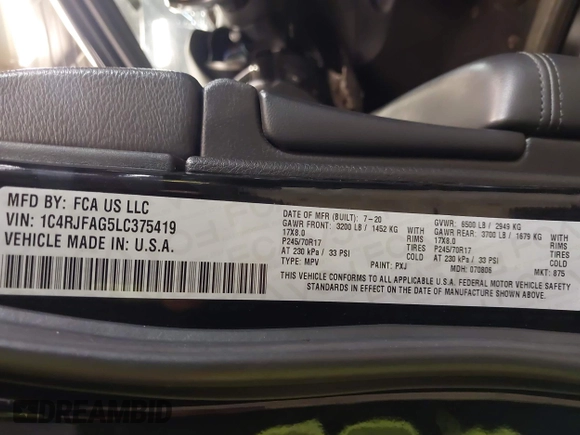 MFD BY: FCA US LLC
VIN: 1C4RJFAG5LC375419
VEHICLE MADE IN: U.S.A.
DATE OF MFR (BUILT): 7-20 GVWR: 6500 LB / 2949 KG
GAWR FRONT: 3200 LB / 1452 KG WITH GAWR REAR: 3700 LB / 1679 KG WITH
17X8.0 RIMS 17X8.0 RIMS
P245/70R17 TIRES P245/70R17 TIRES
AT 230 kPa / 33 PSI COLD AT 230 kPa / 33 PSI COLD
TYPE: MPV PAINT: PXJ MDH: 070806 MKT: 875
THIS VEHICLE CONFORMS TO ALL APPLICABLE U.S.A. FEDERAL MOTOR VEHICLE SAFETY
STANDARDS IN EFFECT ON THE DATE OF MANUFACTURE SHOWN ABOVE.
DREAMBID